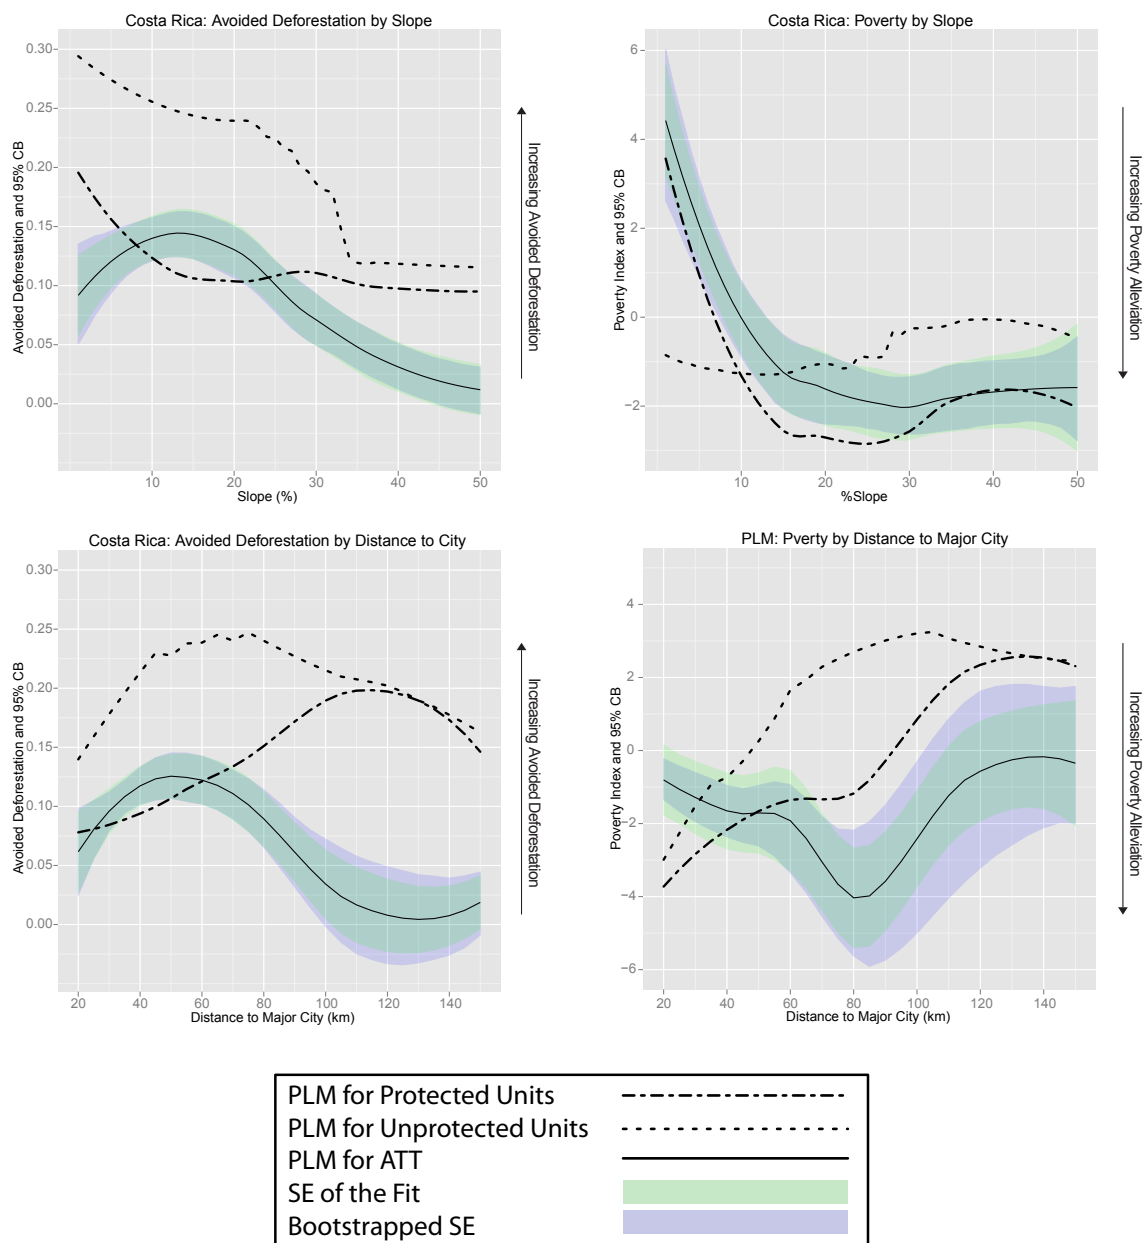 Costa Rica: Avoided Deforestation by Slope
Avoided Deforestation and 95% CB
0.30
0.25
0.20
0.15
0.10
0.05
0.00
10 20 30 40 50
Slope (%)
Increasing Avoided Deforestation
Costa Rica: Poverty by Slope
Poverty Index and 95% CB
6
4
2
0
−2
10 20 30 40 50
%Slope
Increasing Poverty Alleviation
Costa Rica: Avoided Deforestation by Distance to City
Avoided Deforestation and 95% CB
0.30
0.25
0.20
0.15
0.10
0.05
0.00
20 40 60 80 100 120 140
Distance to Major City (km)
Increasing Avoided Deforestation
PLM: Pverty by Distance to Major City
Poverty Index and 95% CB
4
2
0
−2
−4
−6
20 40 60 80 100 120 140
Distance to Major City (km)
Increasing Poverty Alleviation
PLM for Protected Units
PLM for Unprotected Units
PLM for ATT
SE of the Fit
Bootstrapped SE